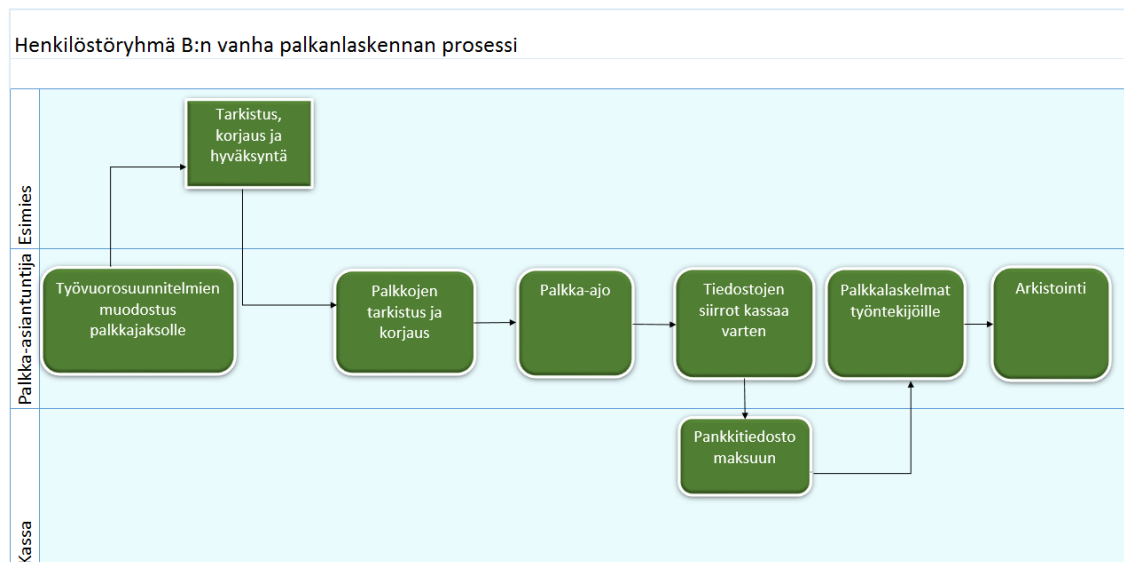 Henkilöstöryhmä B:n vanha palkanlaskennan prosessi
Esimies
Tarkistus,
korjaus ja
hyväksyntä
Palkka-asiantuntija
Työvuorosuunnitelmien
muodostus
palkkajaksolle
Palkkojen
tarkistus ja
korjaus
Palkka-ajo
Tiedostojen
siirrot kassaa
varten
Palkkalaskelmat
työntekijöille
Arkistointi
Kassa
Pankkitiedosto
maksuun